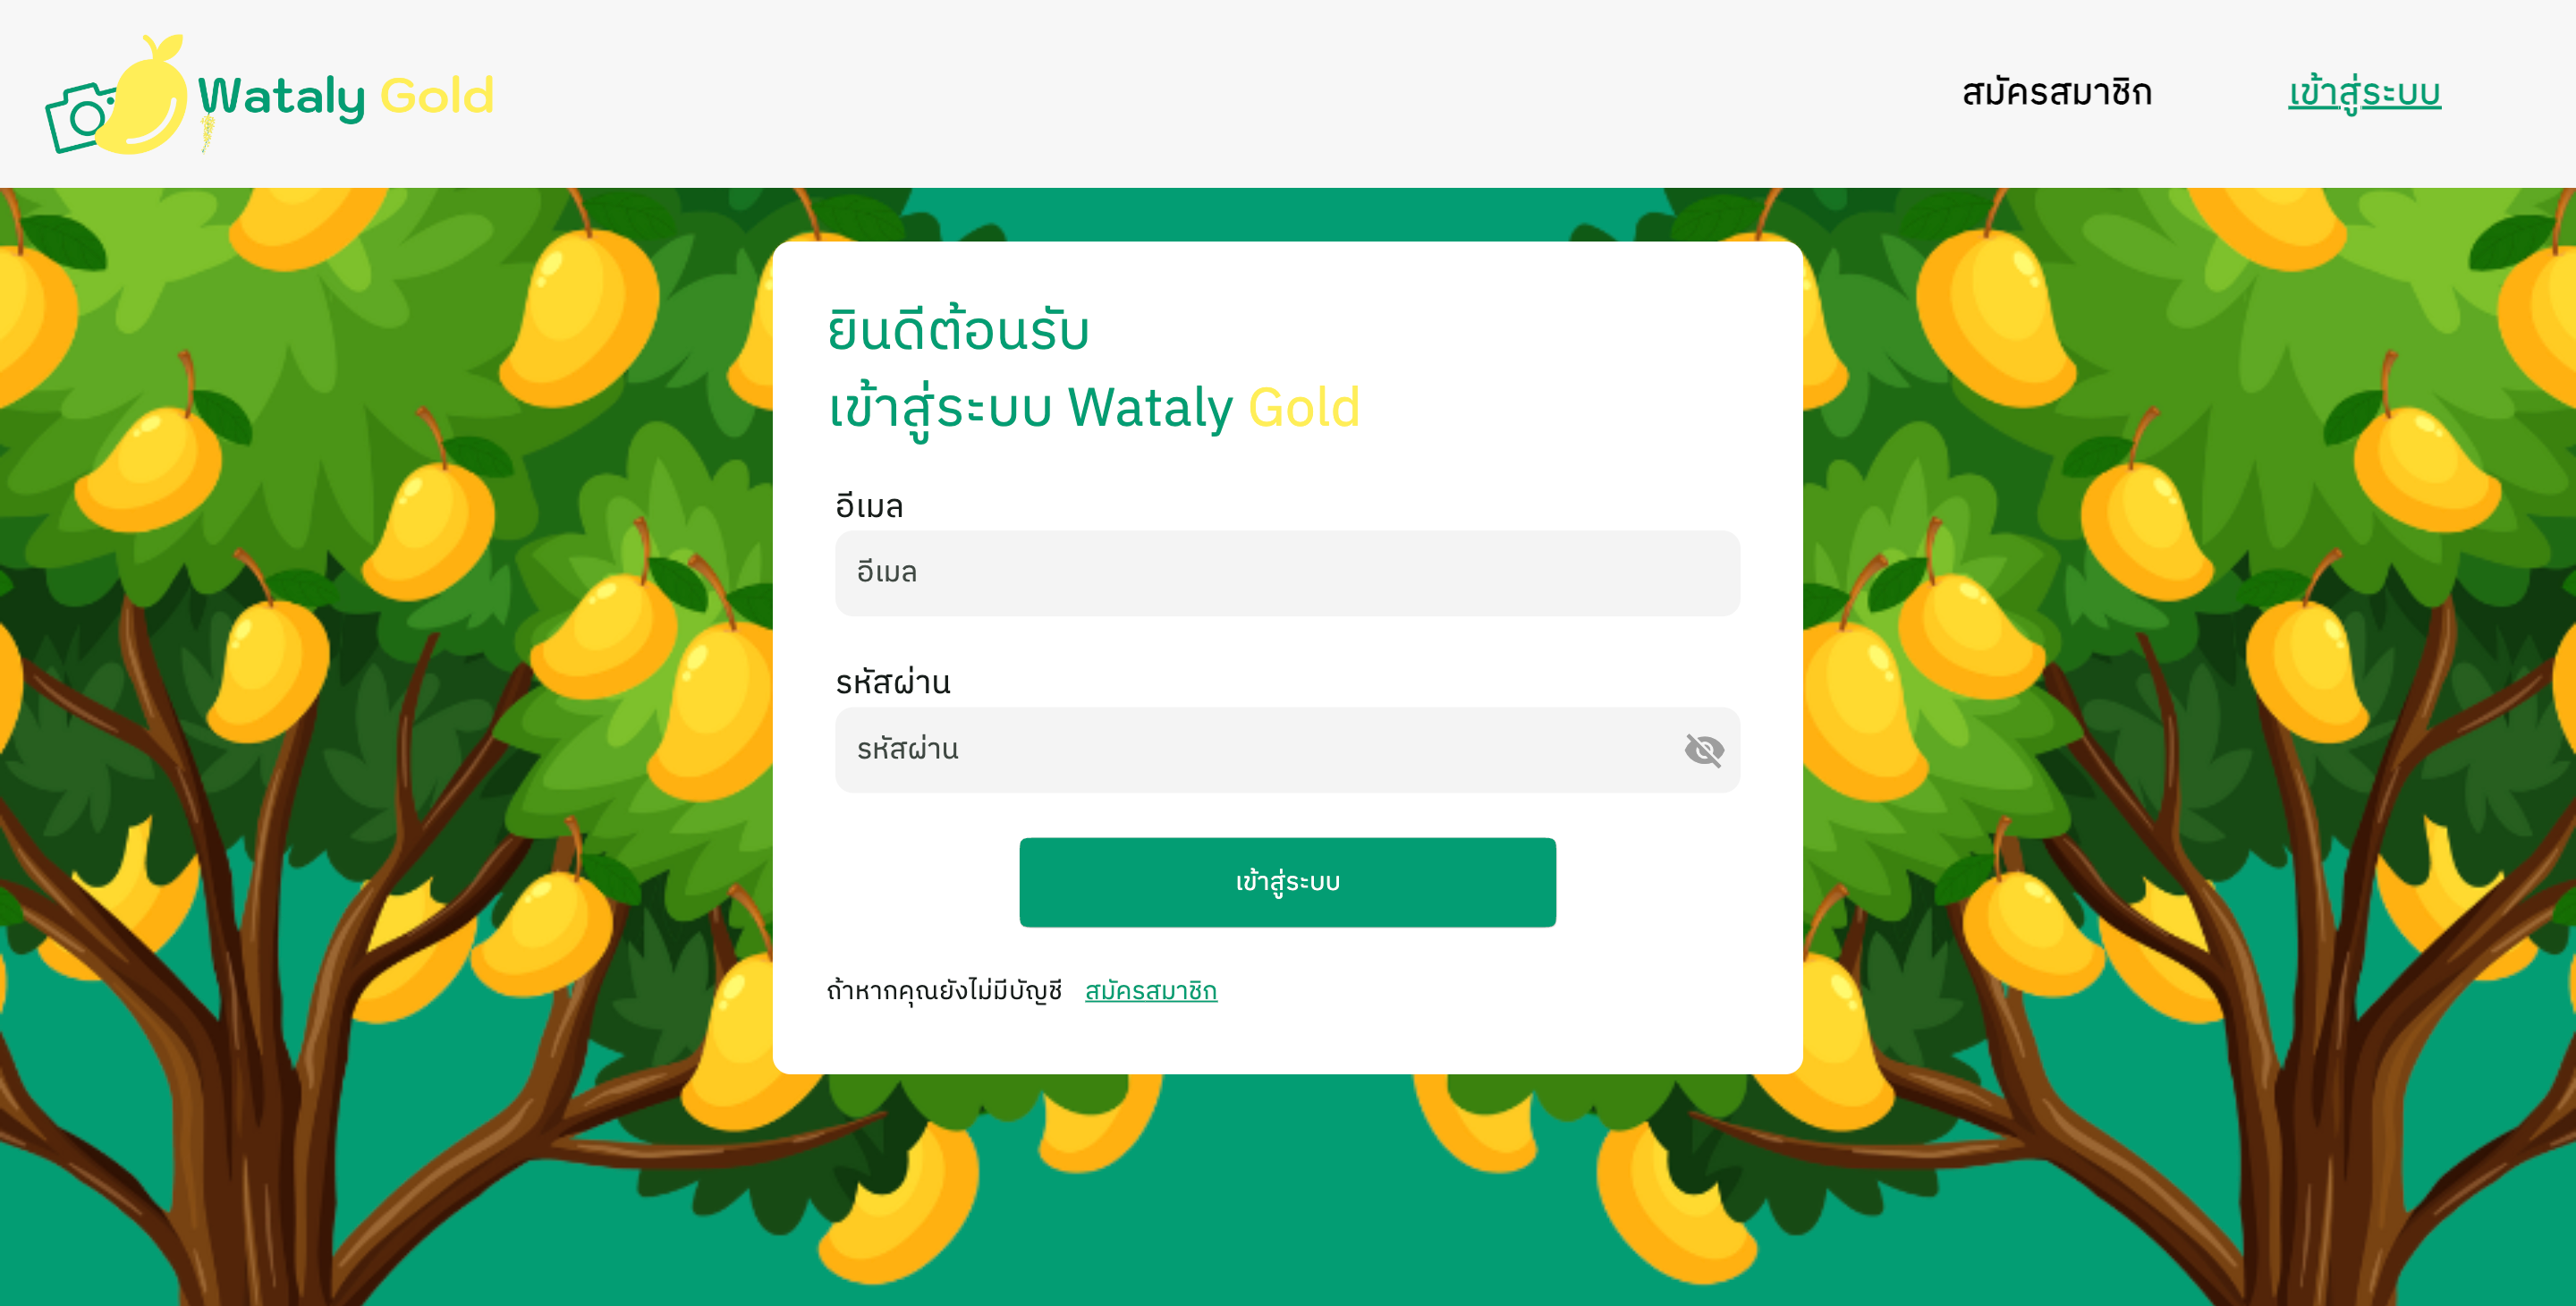 Wataly Gold
สมัครสมาชิก
เข้าสู่ระบบ
ยินดีต้อนรับ
เข้าสู่ระบบ Wataly Gold
อีเมล
อีเมล
รหัสผ่าน
รหัสผ่าน
เข้าสู่ระบบ
ถ้าหากคุณยังไม่มีบัญชี สมัครสมาชิก